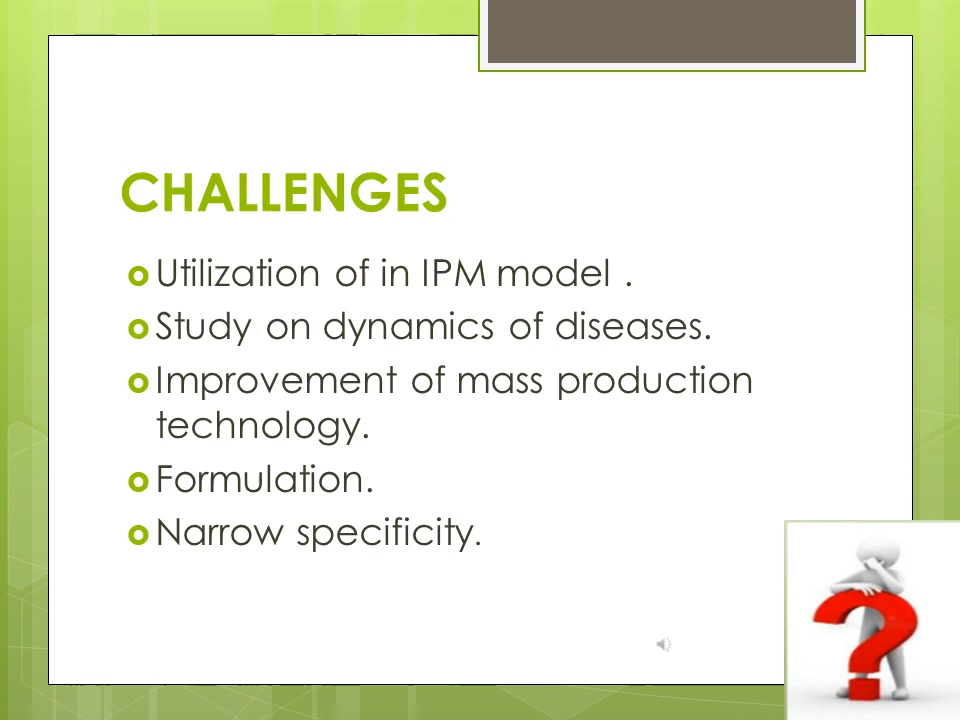 CHALLENGES
Utilization of in IPM model .
Study on dynamics of diseases.
Improvement of mass production
technology.
Formulation.
Narrow specificity.